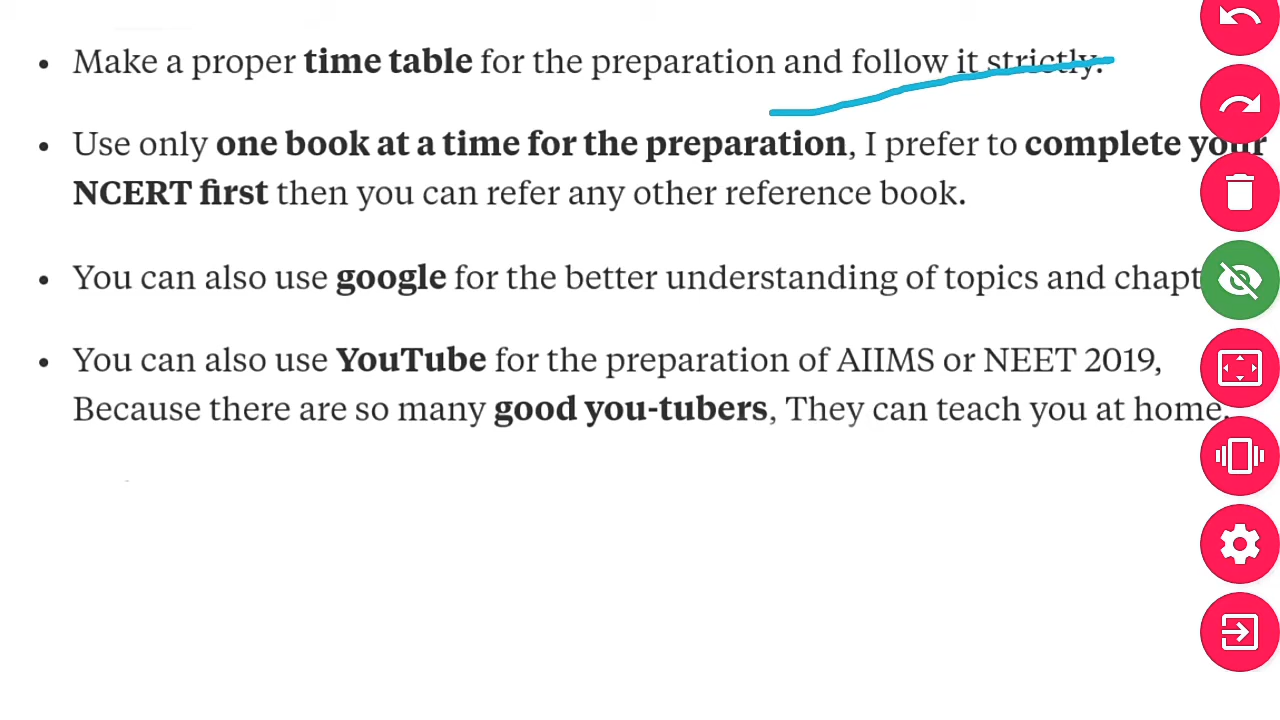 • Make a proper time table for the preparation and follow it strictly.
• Use only one book at a time for the preparation, I prefer to complete your
NCERT first then you can refer any other reference book.
• You can also use google for the better understanding of topics and chapt
• You can also use YouTube for the preparation of AIIMS or NEET 2019,
Because there are so many good you-tubers, They can teach you at home.